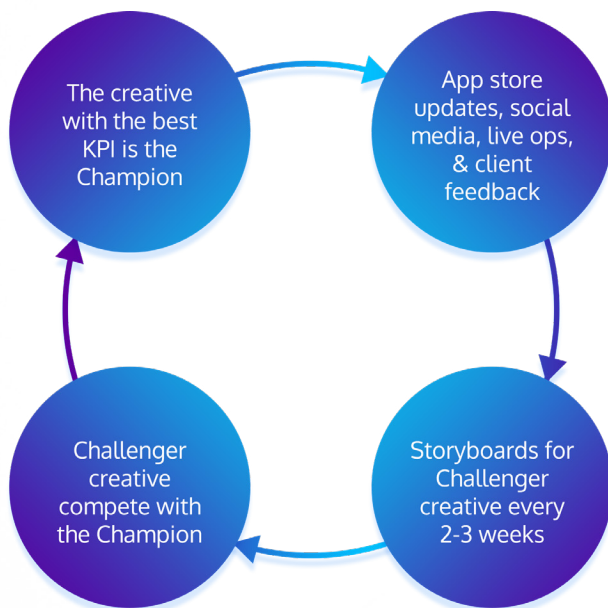 The creative
with the best
KPI is the
Champion
App store
updates, social
media, live ops,
& client
feedback
Storyboards for
Challenger
creative every
2-3 weeks
Challenger
creative
compete with
the Champion